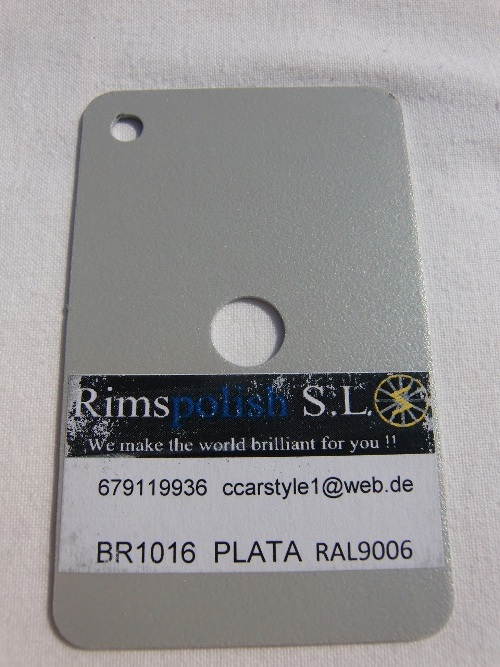 Rimspolish S.L.
We make the world brilliant for you !!
679119936 ccarstyle1@web.de
BR1016 PLATA RAL9006